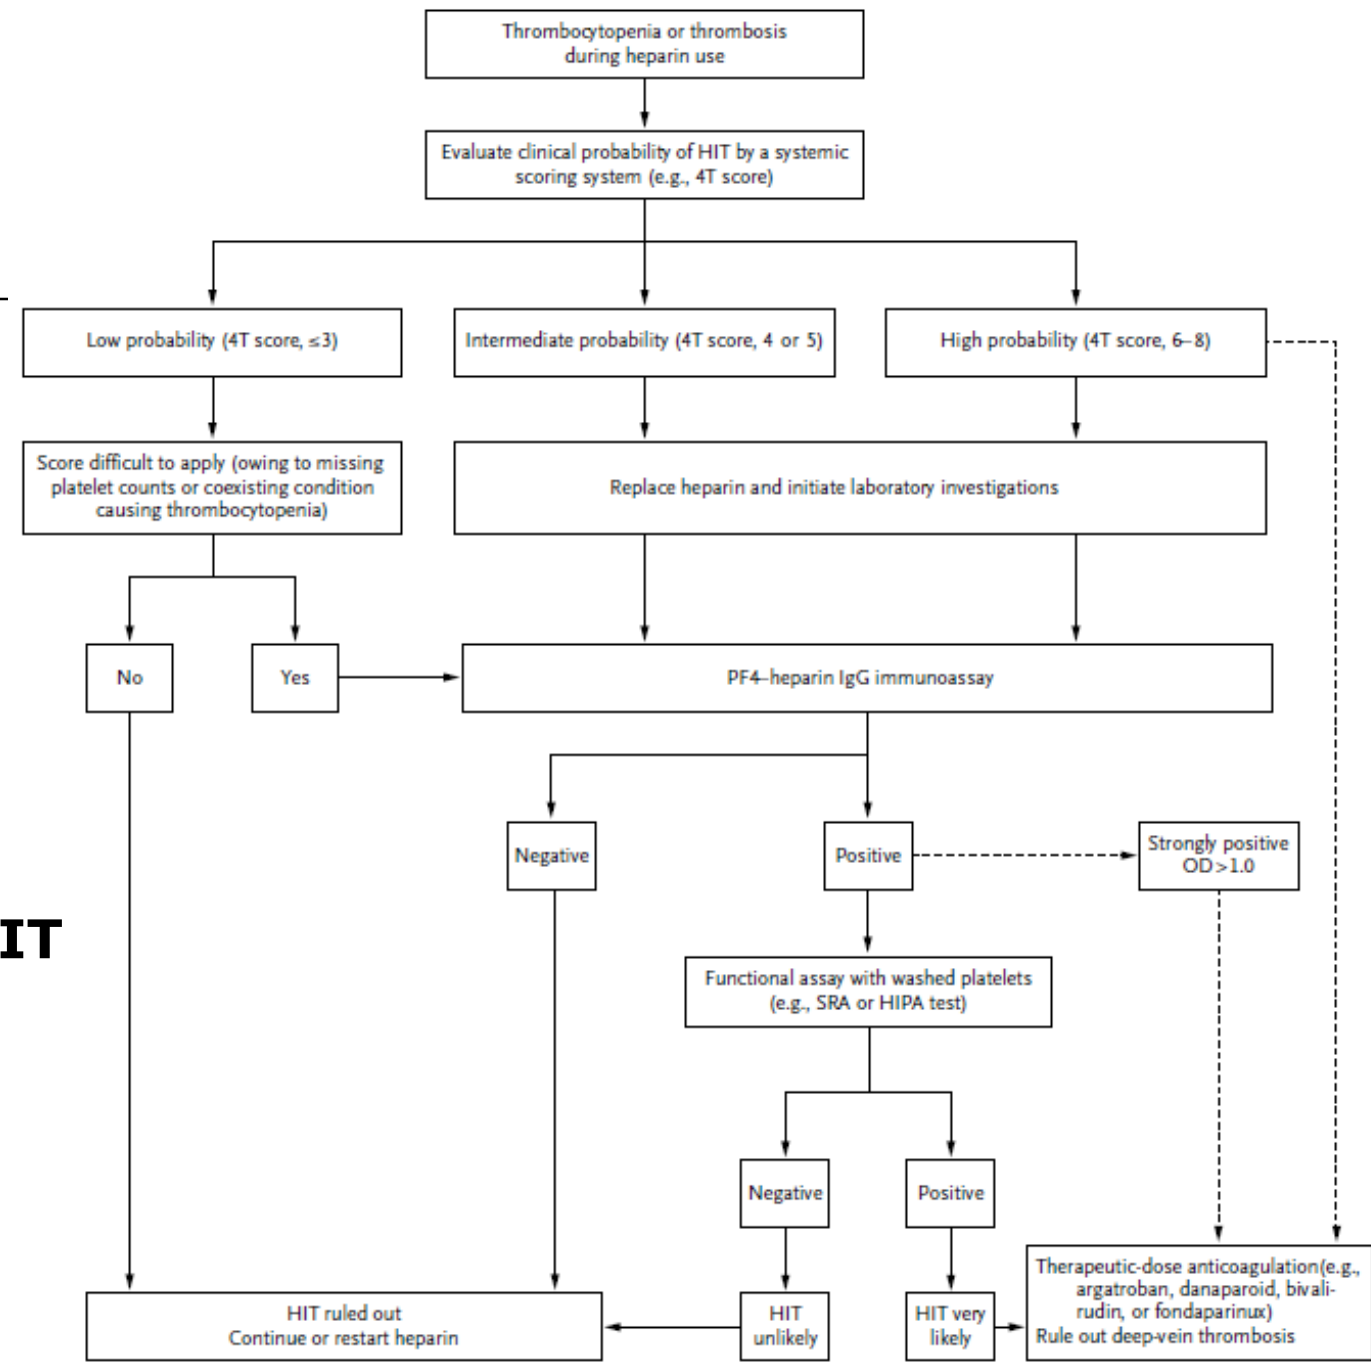 Thrombocytopenia or thrombosis
during heparin use
Evaluate clinical probability of HIT by a systemic
scoring system (e.g., 4T score)
Low probability (4T score, ≤3)
Intermediate probability (4T score, 4 or 5)
High probability (4T score, 6–8)
Score difficult to apply (owing to missing
platelet counts or coexisting condition
causing thrombocytopenia)
Replace heparin and initiate laboratory investigations
No
Yes
PF4–heparin IgG immunoassay
Negative
Positive
Strongly positive
OD>1.0
IT
Functional assay with washed platelets
(e.g., SRA or HIPA test)
Negative
Positive
HIT ruled out
Continue or restart heparin
HIT
unlikely
HIT very
likely
Therapeutic-dose anticoagulation(e.g.,
argatroban, danaparoid, bivali-
rudin, or fondaparinux)
Rule out deep-vein thrombosis